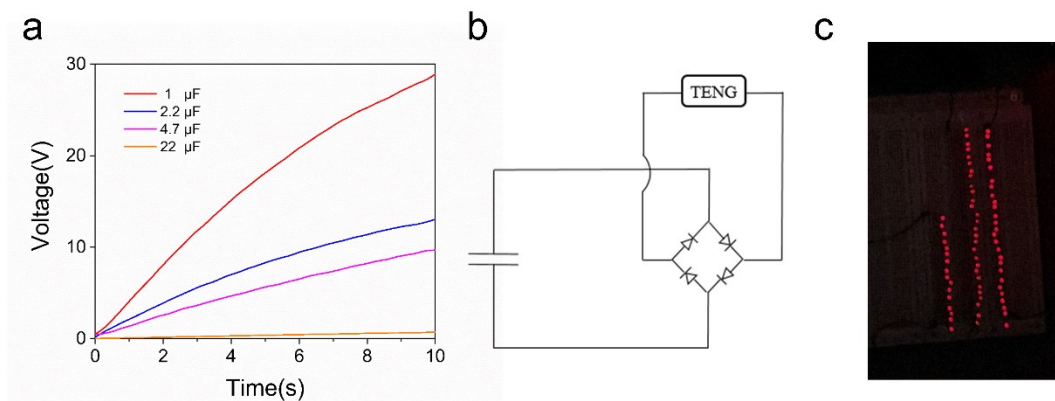 a
b
c
30
20
10
0
Voltage(V)
1 μF
2.2 μF
4.7 μF
22 μF
0 2 4 6 8 10
Time(s)
TENG